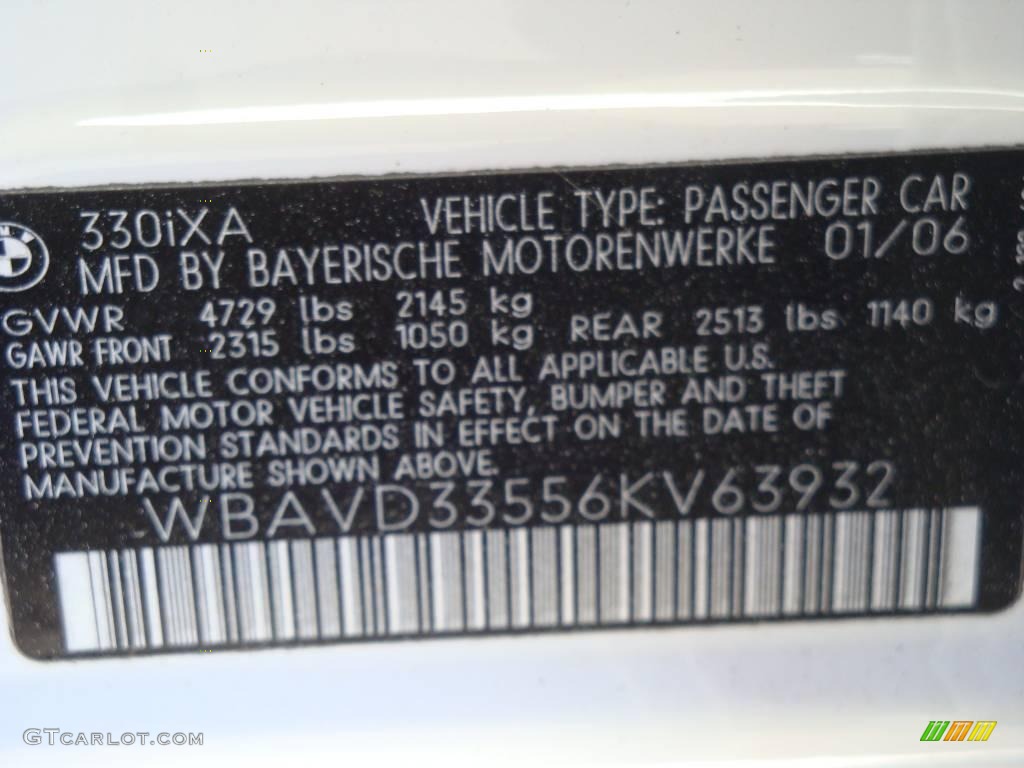 330iXA VEHICLE TYPE: PASSENGER CAR
MFD BY BAYERISCHE MOTORENWERKE 01/06
GVWR 4729 lbs 2145 kg
GAWR FRONT 2315 lbs 1050 kg REAR 2513 lbs 1140 kg
THIS VEHICLE CONFORMS TO ALL APPLICABLE U.S.
FEDERAL MOTOR VEHICLE SAFETY, BUMPER AND THEFT
PREVENTION STANDARDS IN EFFECT ON THE DATE OF
MANUFACTURE SHOWN ABOVE.
WBAVD33556KV63932
GTCARLOT.COM